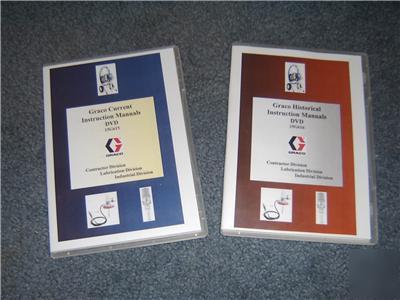 Graco Current
Instruction Manuals
DVD
GRACO
Contractor Division
Lubrication Division
Industrial Division
Graco Historical
Instruction Manuals
DVD
GRACO
Contractor Division
Lubrication Division
Industrial Division